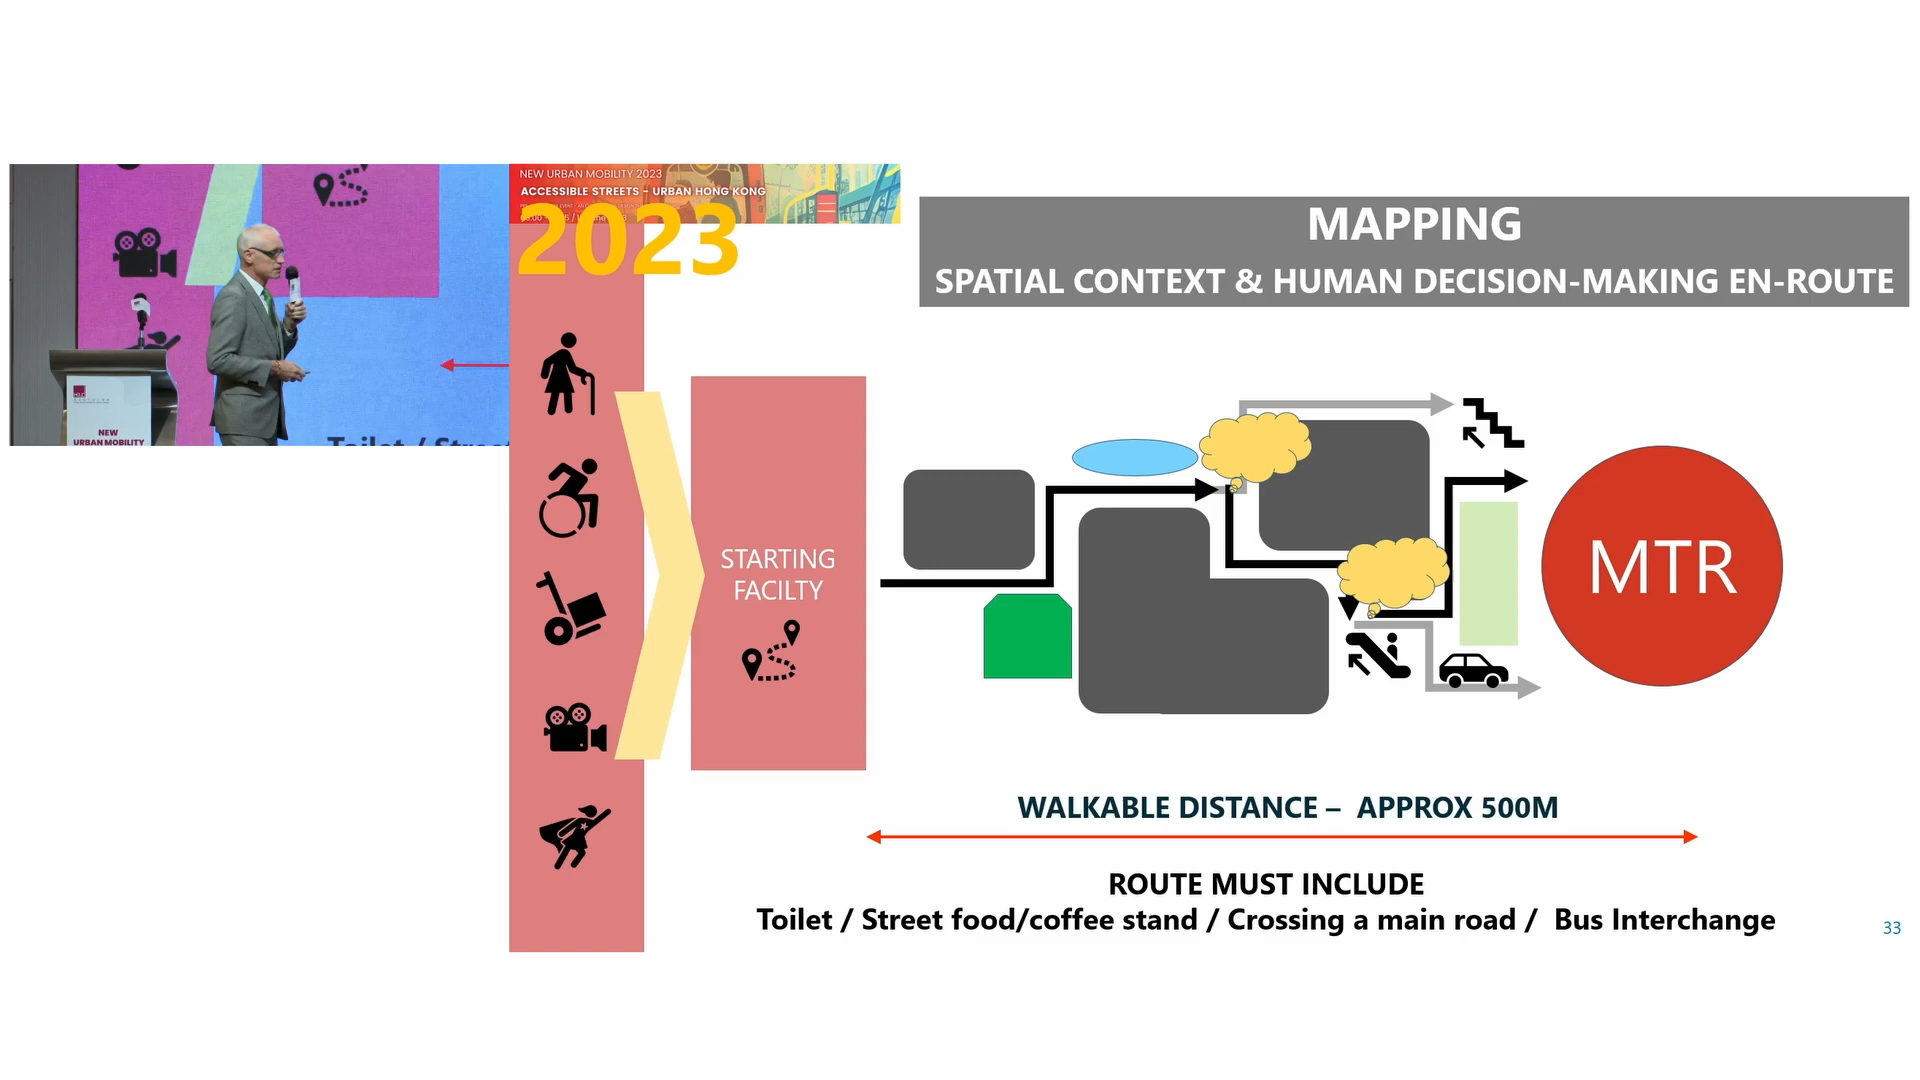 NEW URBAN MOBILITY 2023
ACCESSIBLE STREETS – URBAN HONG KONG
2023
MAPPING
SPATIAL CONTEXT & HUMAN DECISION-MAKING EN-ROUTE
NEW
URBAN MOBILITY
STARTING
FACILTY
MTR
WALKABLE DISTANCE – APPROX 500M
ROUTE MUST INCLUDE
Toilet / Street food/coffee stand / Crossing a main road / Bus Interchange
33